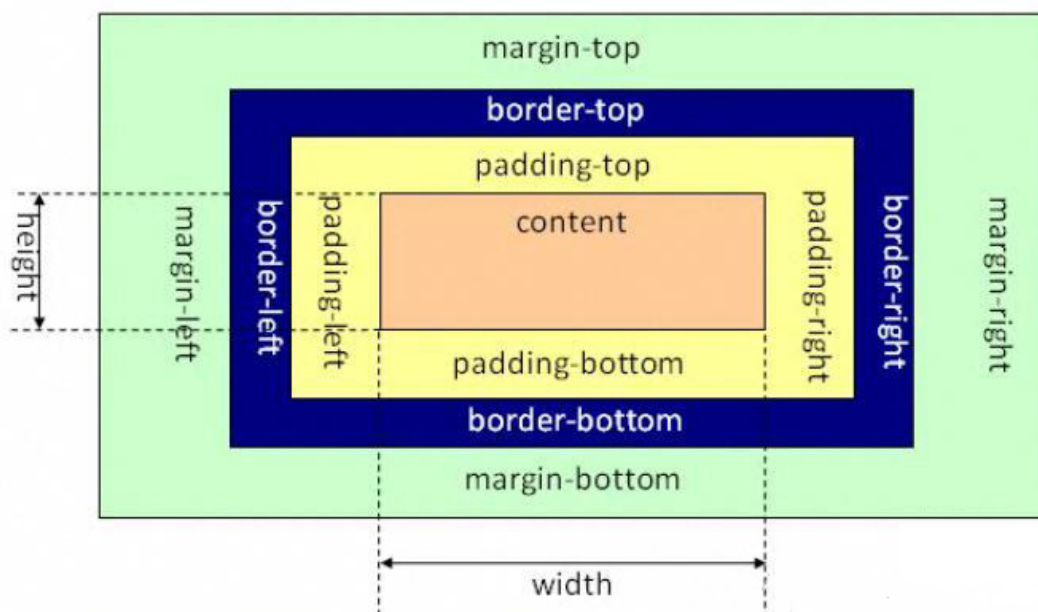 margin-top
border-top
padding-top
content
height
margin-left
border-left
padding-left
padding-right
border-right
margin-right
padding-bottom
border-bottom
margin-bottom
width